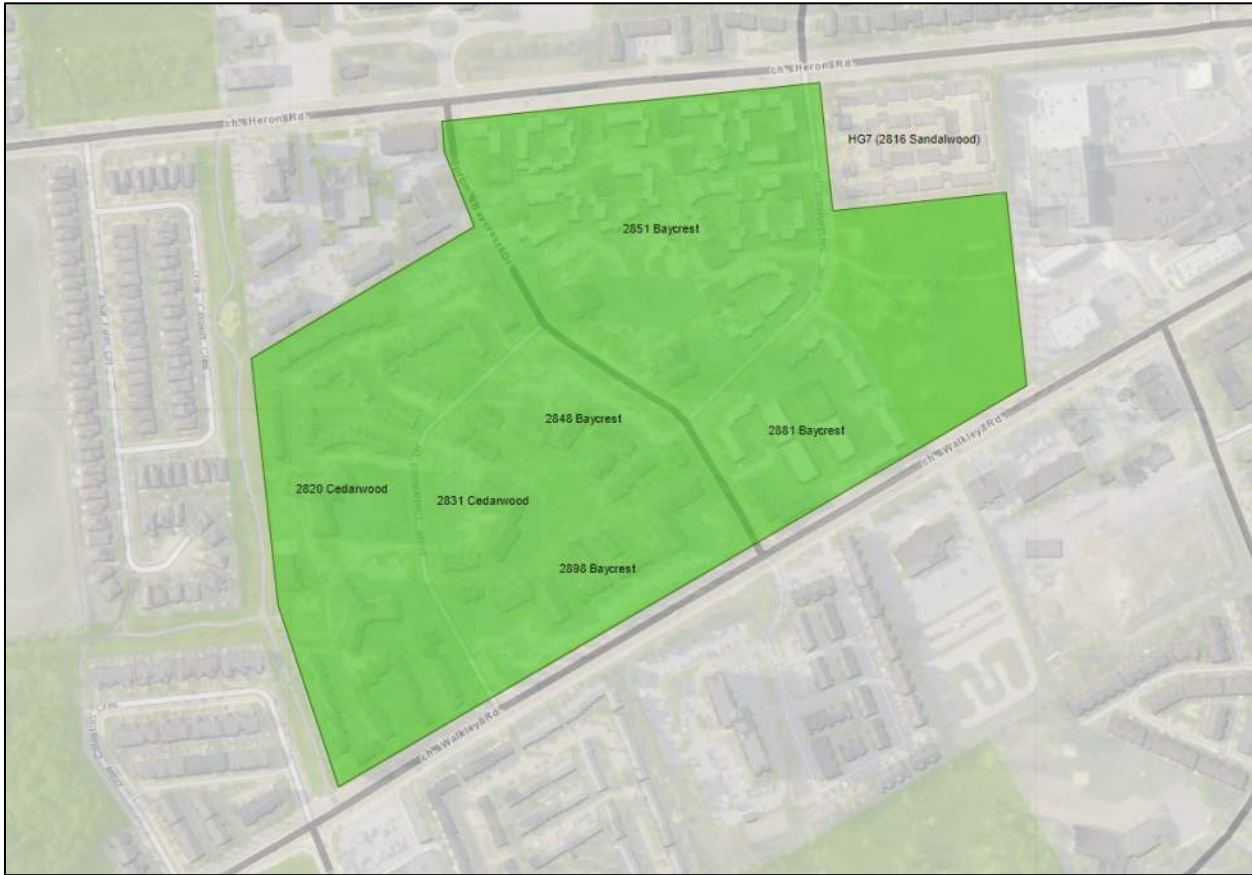 ch. Heron Rd.
ch. Heron Rd.
HG7 (2816 Sandalwood)
2851 Baycrest
2848 Baycrest
2881 Baycrest
ch. Walkley Rd.
2820 Cedarwood
2831 Cedarwood
2898 Baycrest
ch. Walkley Rd.